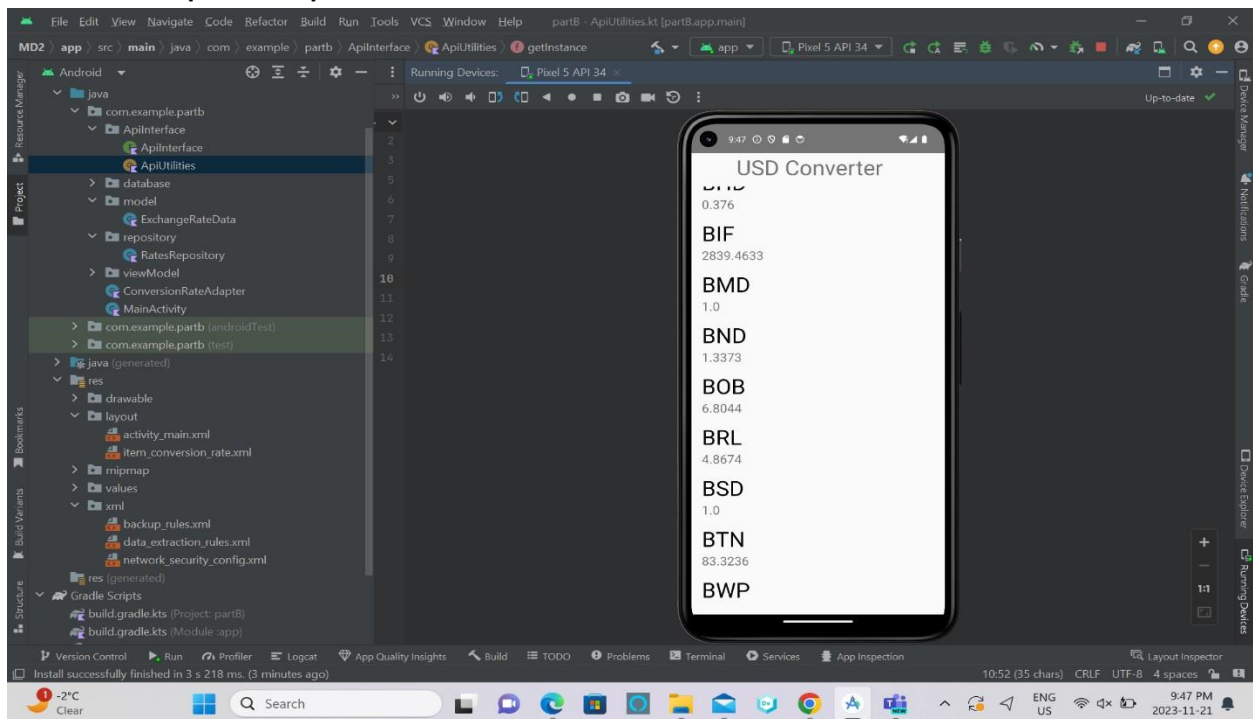 File Edit View Navigate Code Refactor Build Run Tools VCS Window Help partB - ApiUtilities.kt [partB.app.main]
MD2 app src main java com example partb ApiInterface ApiUtilities getInstance app Pixel 5 API 34
Android
Running Devices: Pixel 5 API 34
Up-to-date
Resource Manager
Project
Bookmarks
Build Variants
Structure
java
com.example.partb
ApiInterface
ApiInterface
ApiUtilities
database
model
ExchangeRateData
repository
RatesRepository
viewModel
ConversionRateAdapter
MainActivity
com.example.partb (androidTest)
com.example.partb (test)
java (generated)
res
drawable
layout
activity_main.xml
item_conversion_rate.xml
mipmap
values
xml
backup_rules.xml
data_extraction_rules.xml
network_security_config.xml
res (generated)
Gradle Scripts
build.gradle.kts (Project: partB)
build.gradle.kts (Module :app)
2
3
5
6
7
8
9
10
11
12
13
14
9:47
USD Converter
0.376
BIF
2839.4633
BMD
1.0
BND
1.3373
BOB
6.8044
BRL
4.8674
BSD
1.0
BTN
83.3236
BWP
1:1
Device Manager
Notifications
Gradle
Device Explorer
Running Devices
Version Control Run Profiler Logcat App Quality Insights Build TODO Problems Terminal Services App Inspection Layout Inspector
Install successfully finished in 3 s 218 ms. (3 minutes ago) 10:52 (35 chars) CRLF UTF-8 4 spaces
1
-2°C
Clear
Search
NEW
ENG
US
9:47 PM
2023-11-21